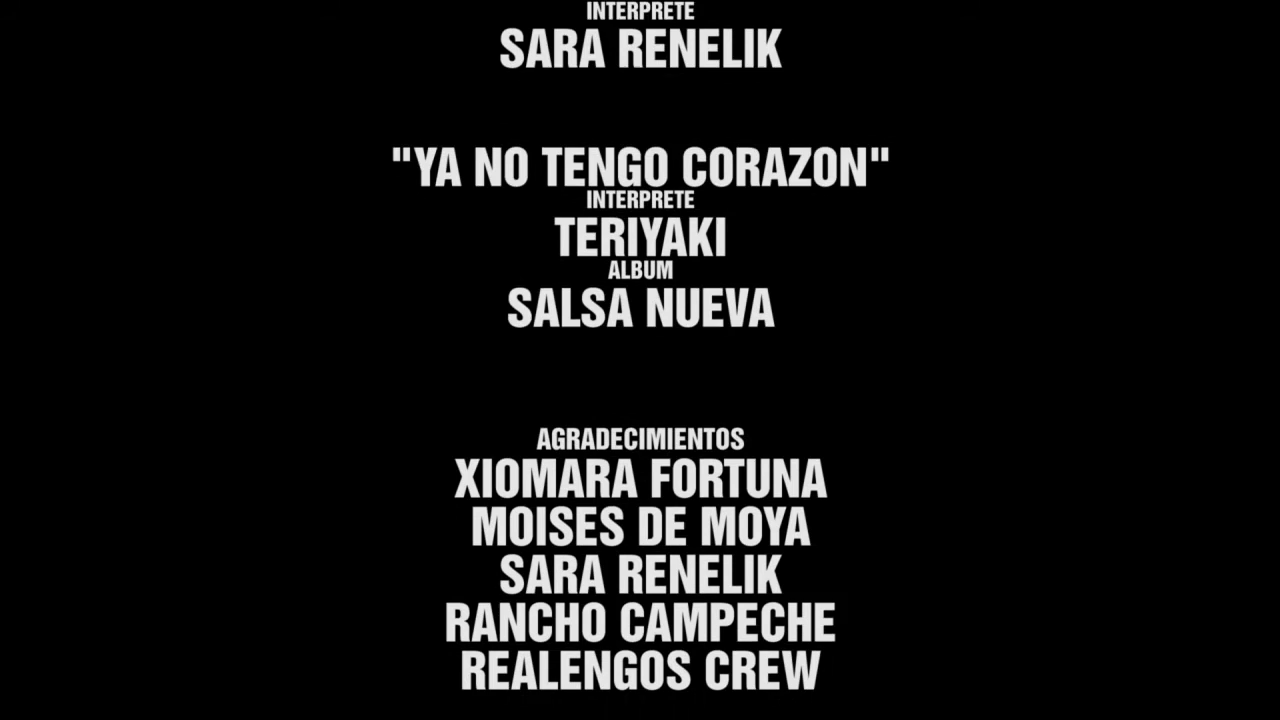 INTERPRETE
SARA RENELIK
"YA NO TENGO CORAZON"
INTERPRETE
TERIYAKI
ALBUM
SALSA NUEVA
AGRADECIMIENTOS
XIOMARA FORTUNA
MOISES DE MOYA
SARA RENELIK
RANCHO CAMPECHE
REALENGOS CREW